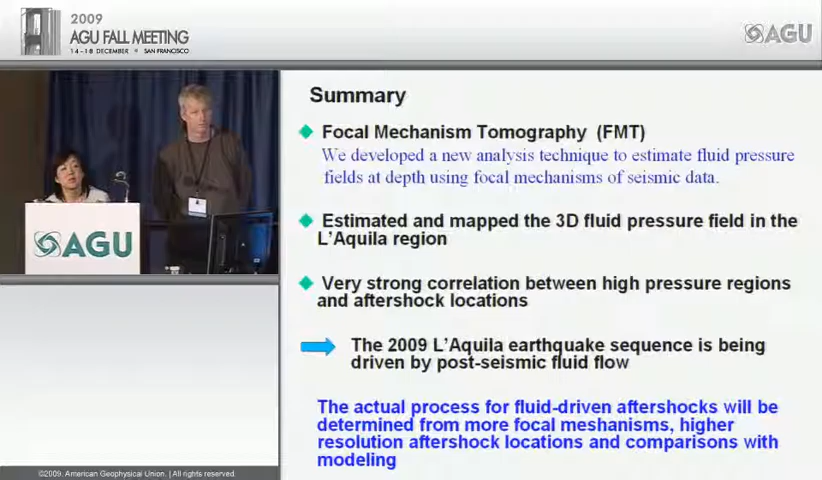 2009
AGU FALL MEETING
14-18 DECEMBER • SAN FRANCISCO
AGU
AGU
Summary
Focal Mechanism Tomography (FMT)
We developed a new analysis technique to estimate fluid pressure
fields at depth using focal mechanisms of seismic data.
Estimated and mapped the 3D fluid pressure field in the
L'Aquila region
Very strong correlation between high pressure regions
and aftershock locations
The 2009 L'Aquila earthquake sequence is being
driven by post-seismic fluid flow
The actual process for fluid-driven aftershocks will be
determined from more focal meshanisms, higher
resolution aftershock locations and comparisons with
modeling
©2009. American Geophysical Union. | All rights reserved.